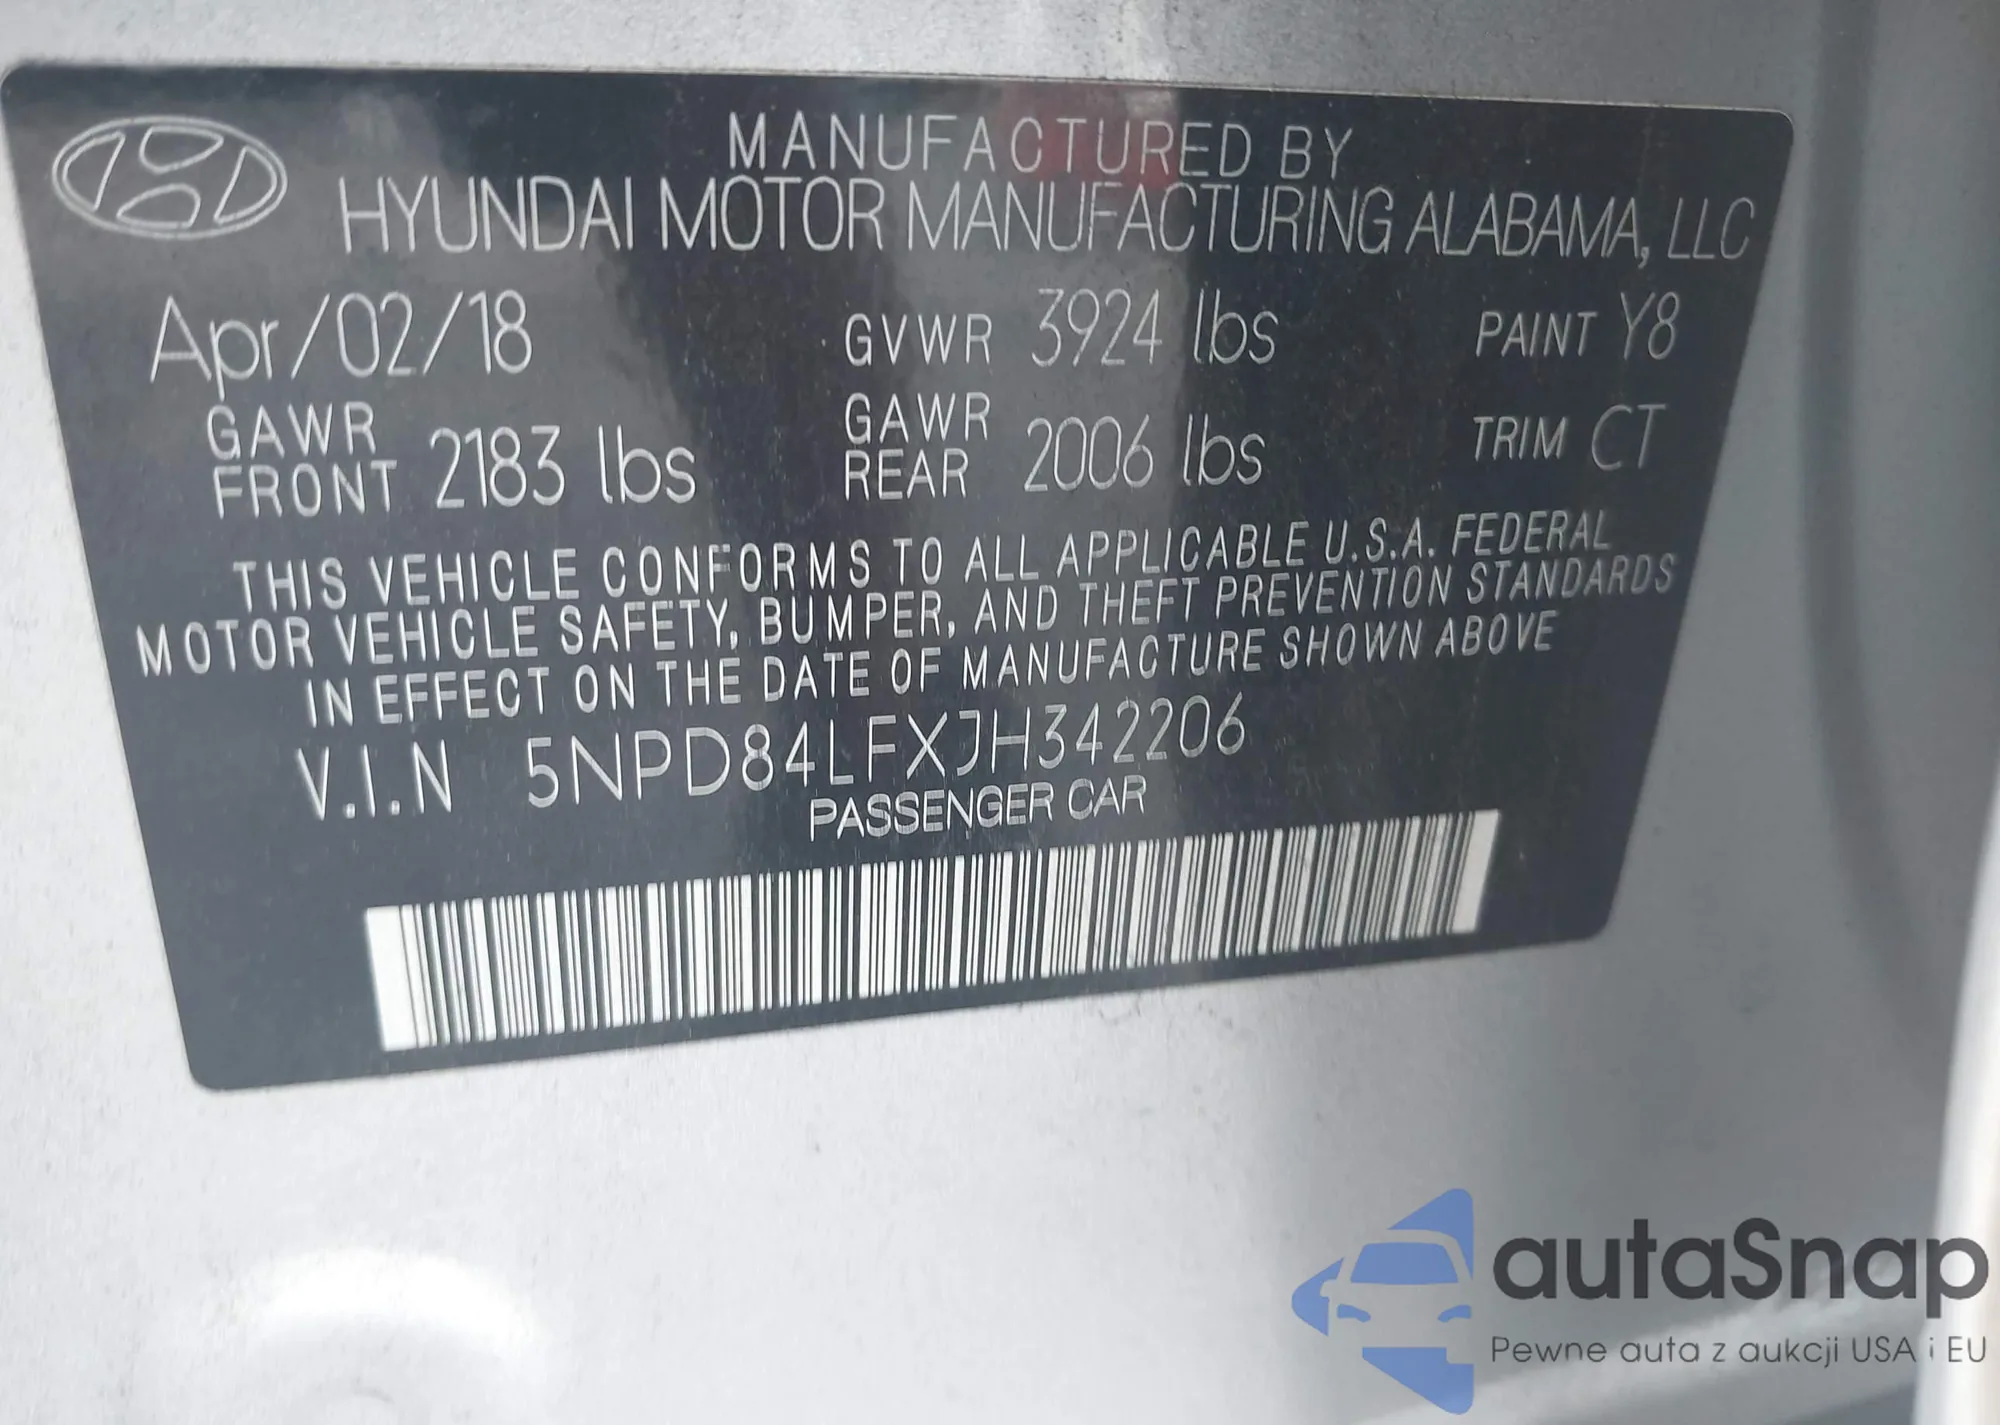 MANUFACTURED BY
HYUNDAI MOTOR MANUFACTURING ALABAMA, LLC
Apr/02/18 GVWR 3924 lbs PAINT Y8
GAWR FRONT 2183 lbs GAWR REAR 2006 lbs TRIM CT
THIS VEHICLE CONFORMS TO ALL APPLICABLE U.S.A. FEDERAL
MOTOR VEHICLE SAFETY, BUMPER, AND THEFT PREVENTION STANDARDS
IN EFFECT ON THE DATE OF MANUFACTURE SHOWN ABOVE
V.I.N 5NPD84LFXJH342206
PASSENGER CAR
autaSnap
Pewne auta z aukcji USA i EU